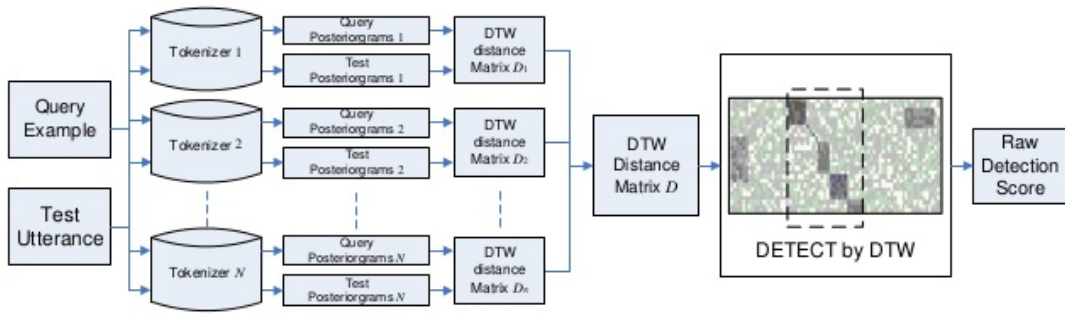 Query
Example
Test
Utterance
Tokenizer 1
Query
Posteriorgrams 1
Test
Posteriorgrams 1
DTW
distance
Matrix D1
Tokenizer 2
Query
Posteriorgrams 2
Test
Posteriorgrams 2
DTW
distance
Matrix D2
Tokenizer N
Query
Posteriorgrams N
Test
Posteriorgrams N
DTW
distance
Matrix Dn
DTW
Distance
Matrix D
DETECT by DTW
Raw
Detection
Score